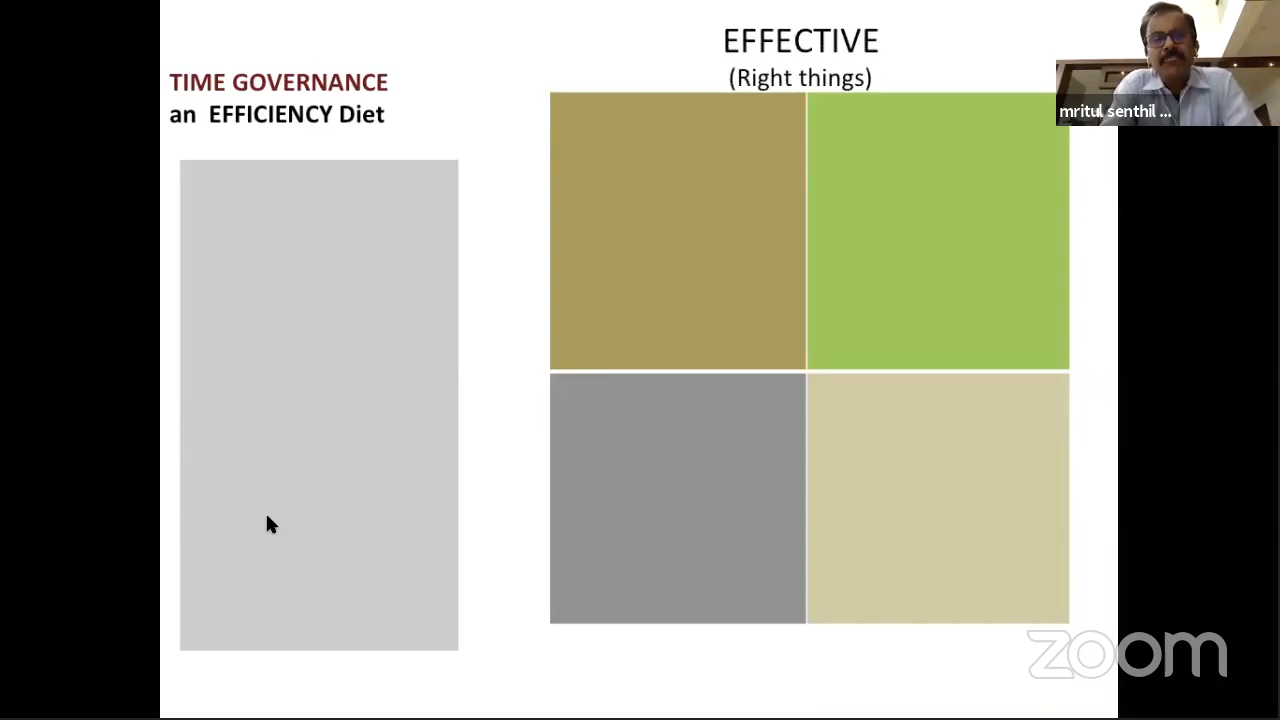 TIME GOVERNANCE
an EFFICIENCY Diet
EFFECTIVE
(Right things)
mritul senthil ...
zoom